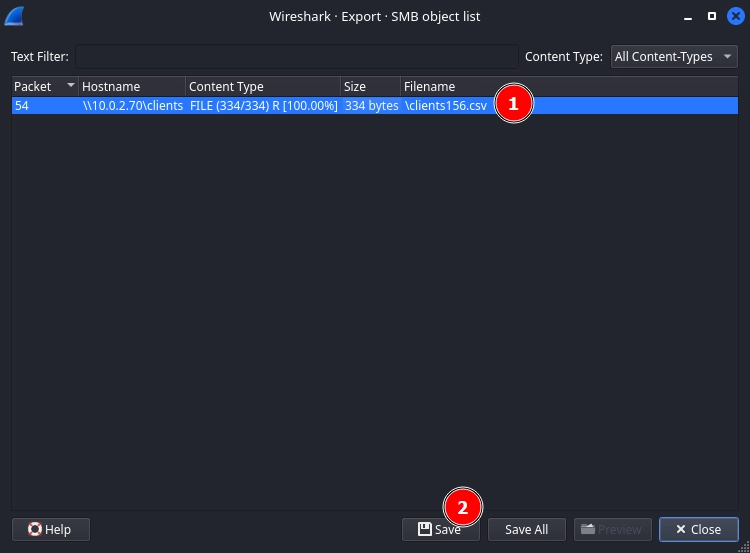 Wireshark · Export · SMB object list
Text Filter: Content Type: All Content-Types
Packet Hostname Content Type Size Filename
54 \\10.0.2.70\clients FILE (334/334) R [100.00%] 334 bytes \clients156.csv 1
2
Help Save Save All Preview Close